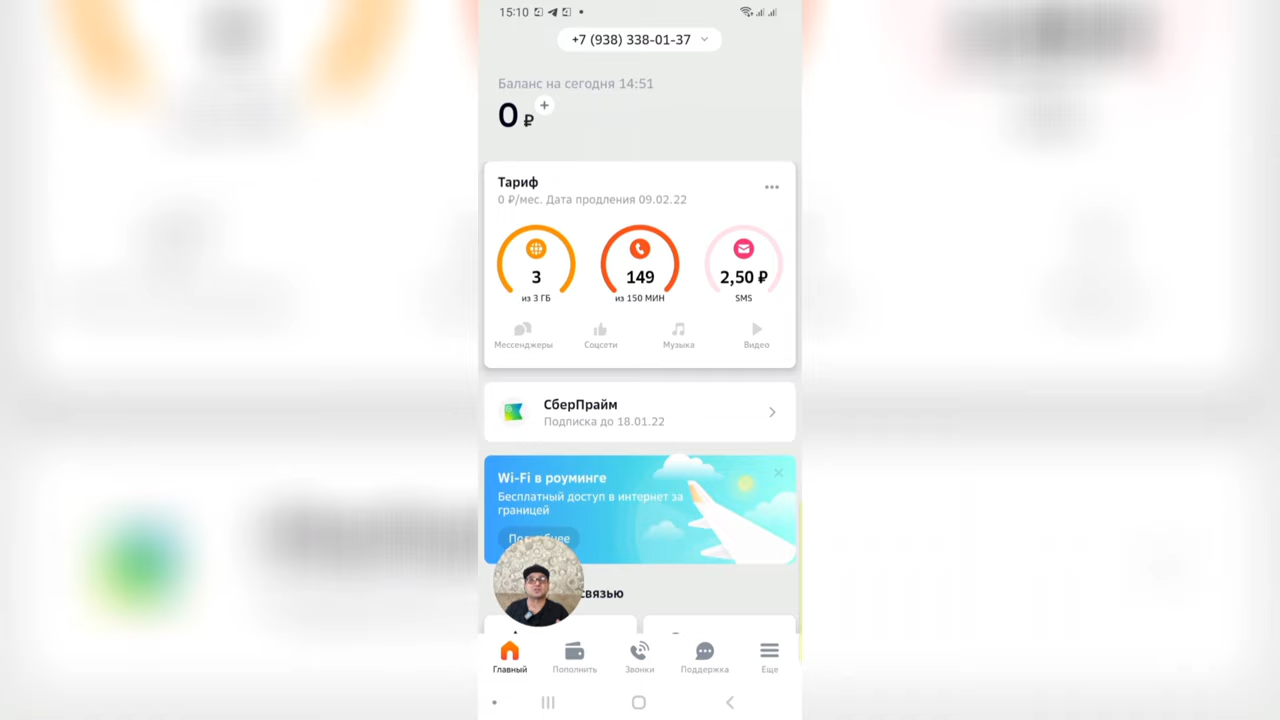 15:10
+7 (938) 338-01-37
Баланс на сегодня 14:51
0 ₽
Тариф
0 ₽/мес. Дата продления 09.02.22
3
из 3 ГБ
149
из 150 МИН
2,50 ₽
SMS
Мессенджеры
Соцсети
Музыка
Видео
СберПрайм
Подписка до 18.01.22
Wi-Fi в роуминге
Бесплатный доступ в интернет за
границей
связью
Главный
Пополнить
Звонки
Поддержка
Еще